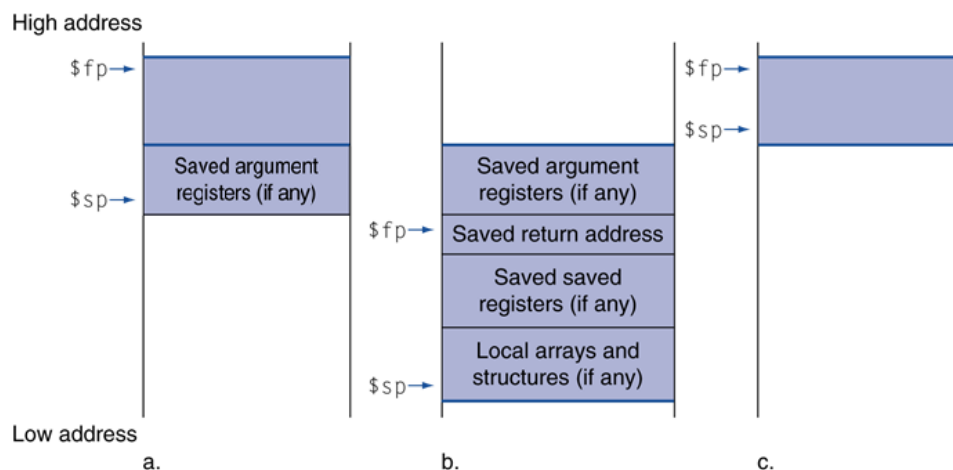 High address
$fp
$sp
Saved argument
registers (if any)
a.
$fp
$sp
Saved argument
registers (if any)
Saved return address
Saved saved
registers (if any)
Local arrays and
structures (if any)
b.
$fp
$sp
c.
Low address